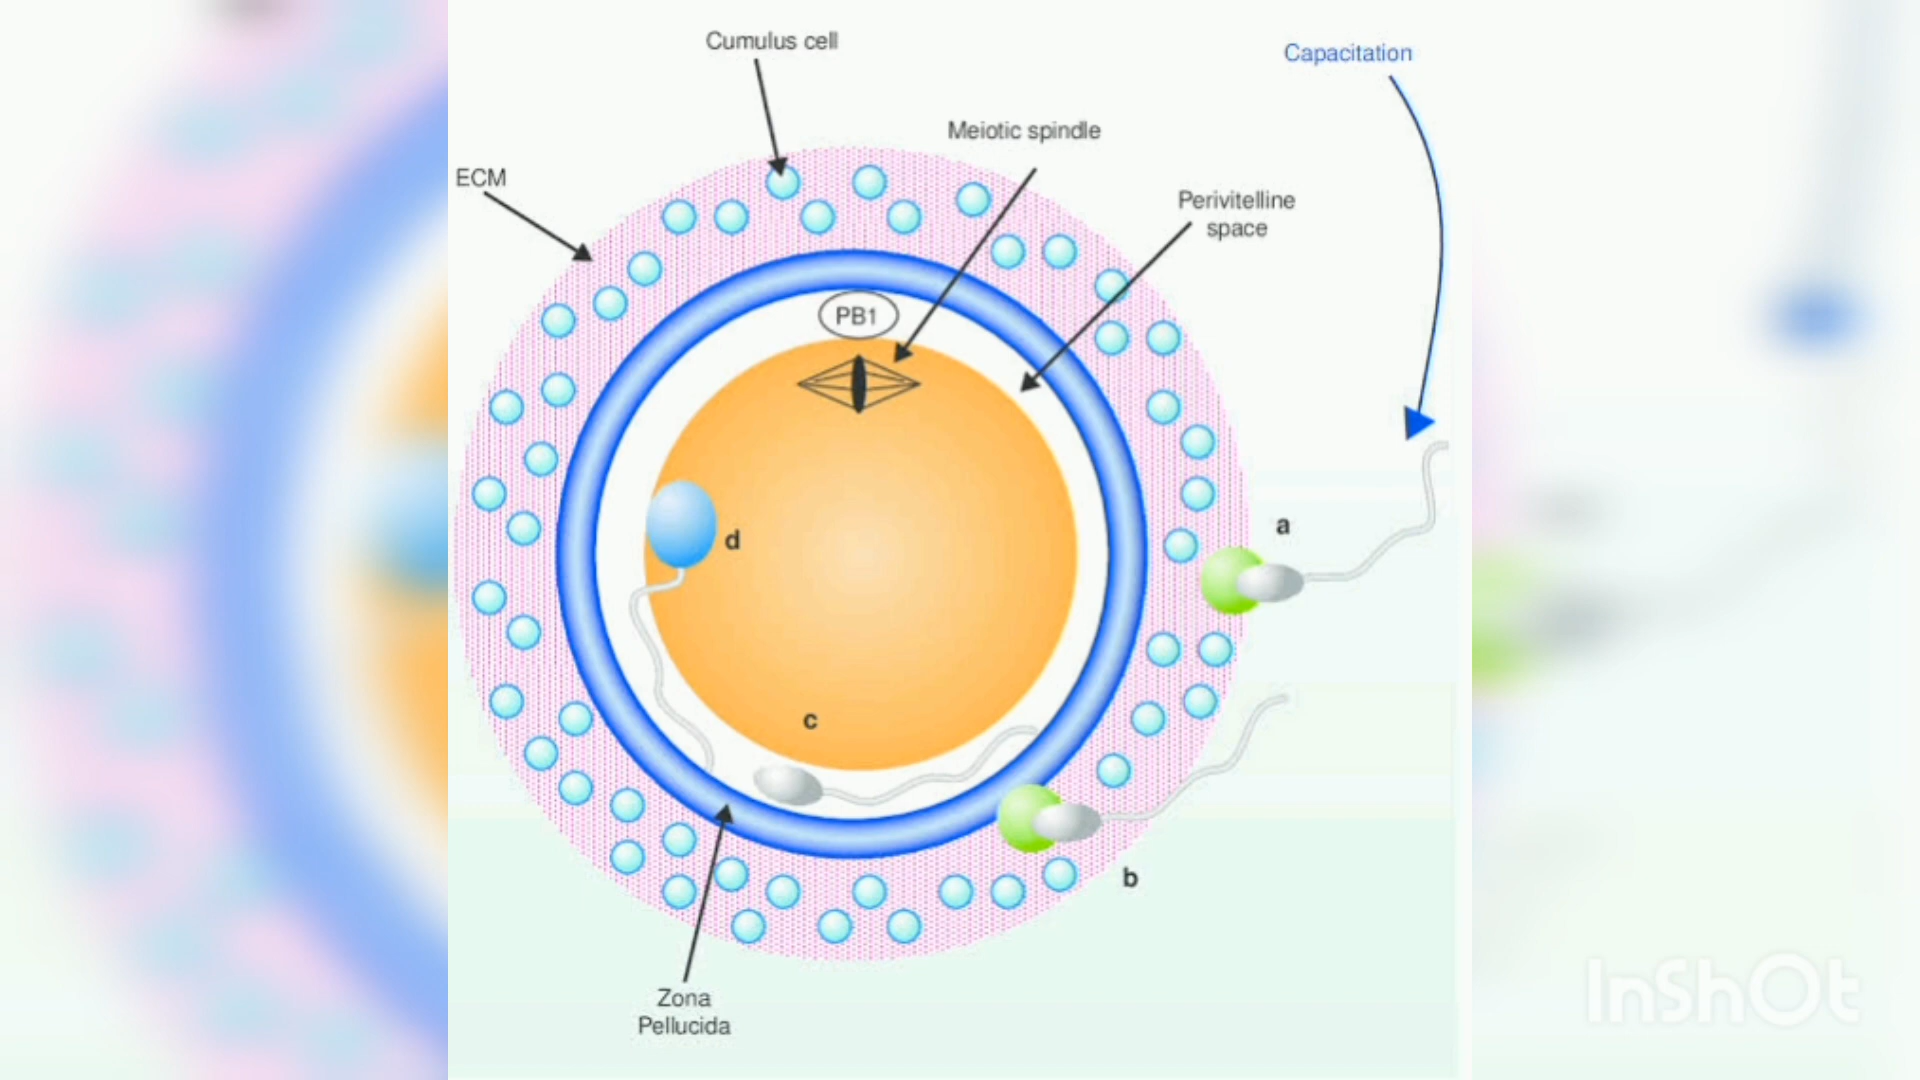 Cumulus cell
Capacitation
Meiotic spindle
ECM
Perivitelline
space
PB1
a
d
c
b
Zona
Pellucida
InShOt